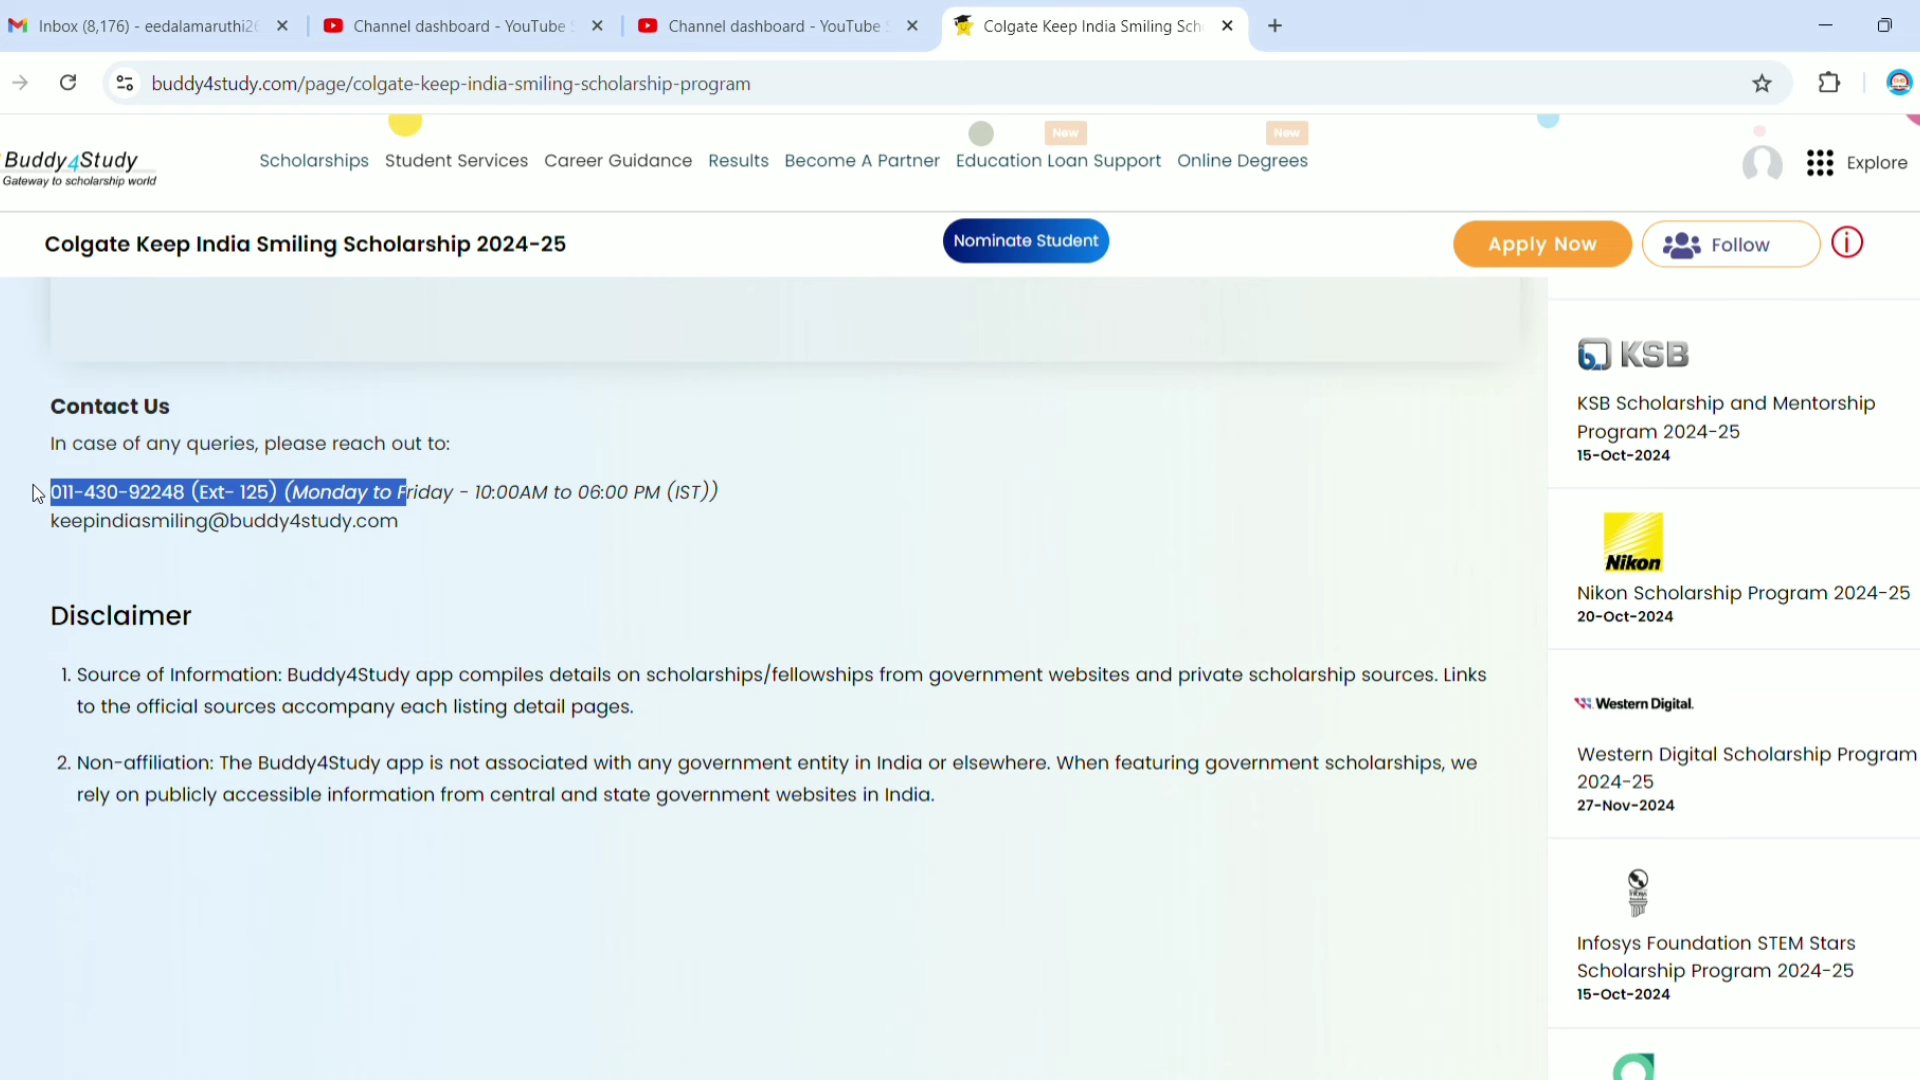 Inbox (8,176) - eedalamaruthi26
Channel dashboard - YouTube S
Channel dashboard - YouTube S
Colgate Keep India Smiling Sch
buddy4study.com/page/colgate-keep-india-smiling-scholarship-program
New
New
Buddy4Study
Gateway to scholarship world
Scholarships
Student Services
Career Guidance
Results
Become A Partner
Education Loan Support
Online Degrees
Explore
Colgate Keep India Smiling Scholarship 2024-25
Nominate Student
Apply Now
Follow
Contact Us
In case of any queries, please reach out to:
011-430-92248 (Ext- 125) (Monday to Friday - 10:00AM to 06:00 PM (IST))
keepindiasmiling@buddy4study.com
Disclaimer
1. Source of Information: Buddy4Study app compiles details on scholarships/fellowships from government websites and private scholarship sources. Links
to the official sources accompany each listing detail pages.
2. Non-affiliation: The Buddy4Study app is not associated with any government entity in India or elsewhere. When featuring government scholarships, we
rely on publicly accessible information from central and state government websites in India.
KSB
KSB Scholarship and Mentorship
Program 2024-25
15-Oct-2024
Nikon
Nikon Scholarship Program 2024-25
20-Oct-2024
Western Digital.
Western Digital Scholarship Program
2024-25
27-Nov-2024
Infosys Foundation STEM Stars
Scholarship Program 2024-25
15-Oct-2024